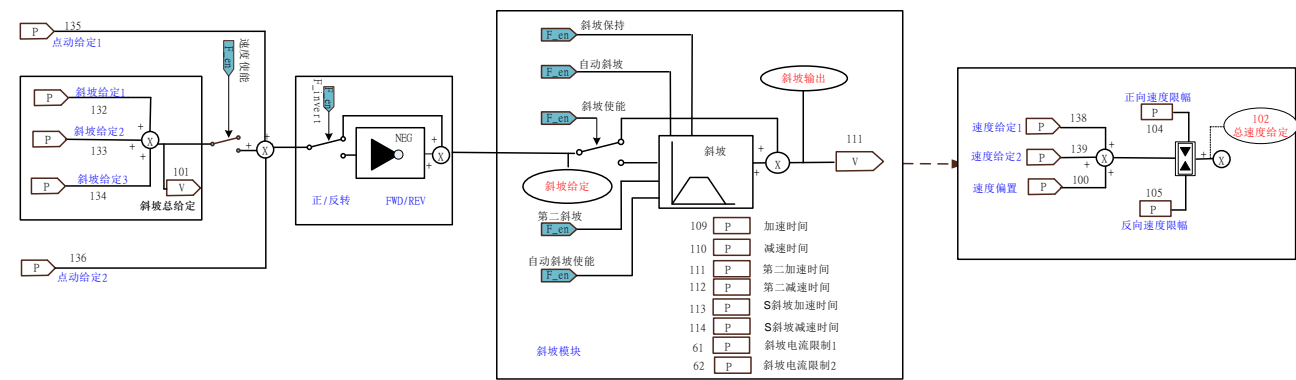 P
135
点动给定1
速度使能
F_en
P
斜坡给定1
132
P
斜坡给定2
133
P
斜坡给定3
134
+
+
+
X
101
V
斜坡总给定
P
136
点动给定2
+
+
+
X
F_invert
F_en
NEG
+
+
X
正/反转
FWD/REV
斜坡保持
F_en
自动斜坡
F_en
斜坡使能
F_en
斜坡给定
第二斜坡
F_en
自动斜坡使能
F_en
斜坡
斜坡输出
+
+
X
111
V
109 P 加速时间
110 P 减速时间
111 P 第二加速时间
112 P 第二减速时间
113 P S斜坡加速时间
114 P S斜坡减速时间
61 P 斜坡电流限制1
62 P 斜坡电流限制2
斜坡模块
速度给定1 P 138
速度给定2 P 139
速度偏置 P 100
+
+
+
X
正向速度限幅
P
104
105
P
反向速度限幅
+
X
102
总速度给定